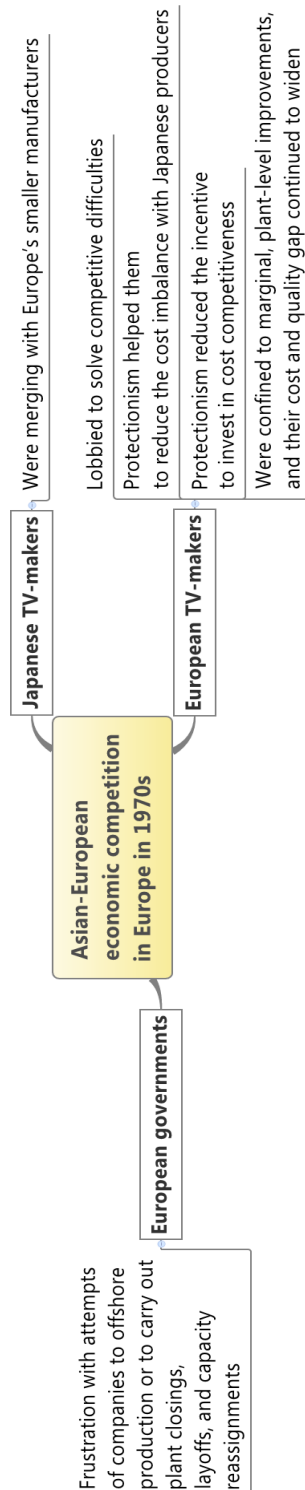 Asian-European
economic competition
in Europe in 1970s
Japanese TV-makers
Were merging with Europe's smaller manufacturers
European TV-makers
Lobbied to solve competitive difficulties
Protectionism helped them
to reduce the cost imbalance with Japanese producers
Protectionism reduced the incentive
to invest in cost competitiveness
Were confined to marginal, plant-level improvements,
and their cost and quality gap continued to widen
European governments
Frustration with attempts
of companies to offshore
production or to carry out
plant closings,
layoffs, and capacity
reassignments